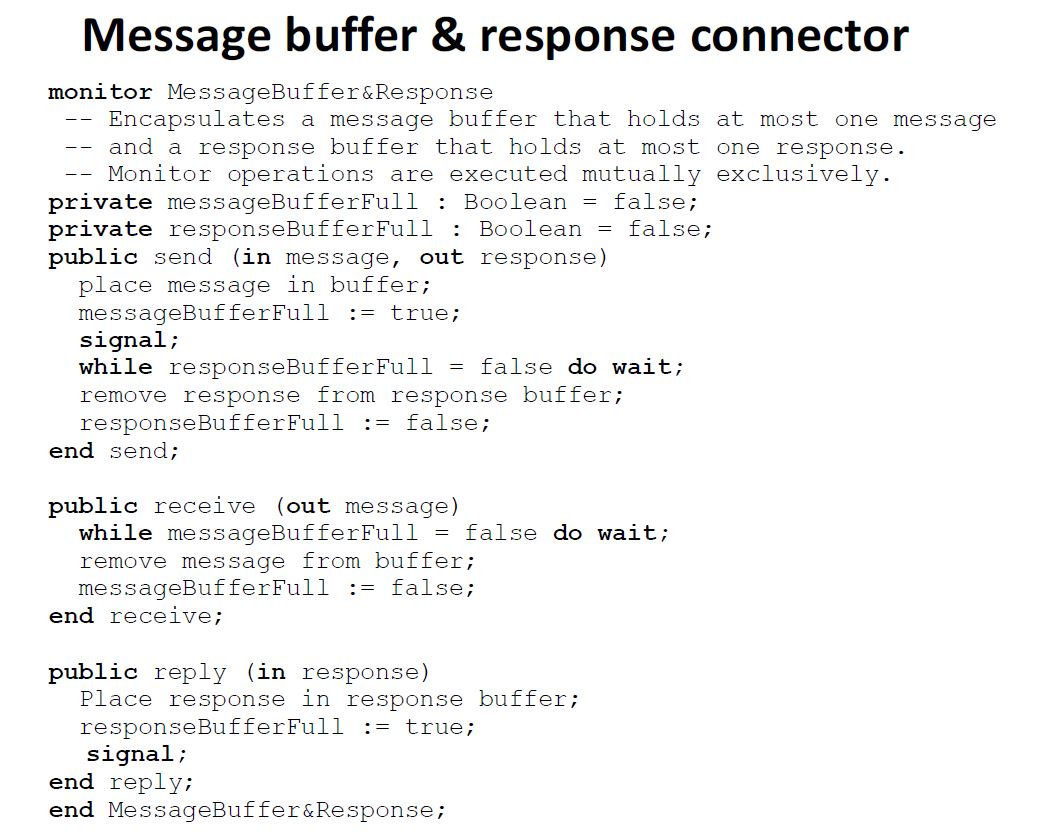 Message buffer & response connector
monitor MessageBuffer&Response
-- Encapsulates a message buffer that holds at most one message
-- and a response buffer that holds at most one response.
-- Monitor operations are executed mutually exclusively.
private messageBufferFull : Boolean = false;
private responseBufferFull : Boolean = false;
public send (in message, out response)
place message in buffer;
messageBufferFull := true;
signal;
while responseBufferFull = false do wait;
remove response from response buffer;
responseBufferFull := false;
end send;
public receive (out message)
while messageBufferFull = false do wait;
remove message from buffer;
messageBufferFull := false;
end receive;
public reply (in response)
Place response in response buffer;
responseBufferFull := true;
signal;
end reply;
end MessageBuffer&Response;